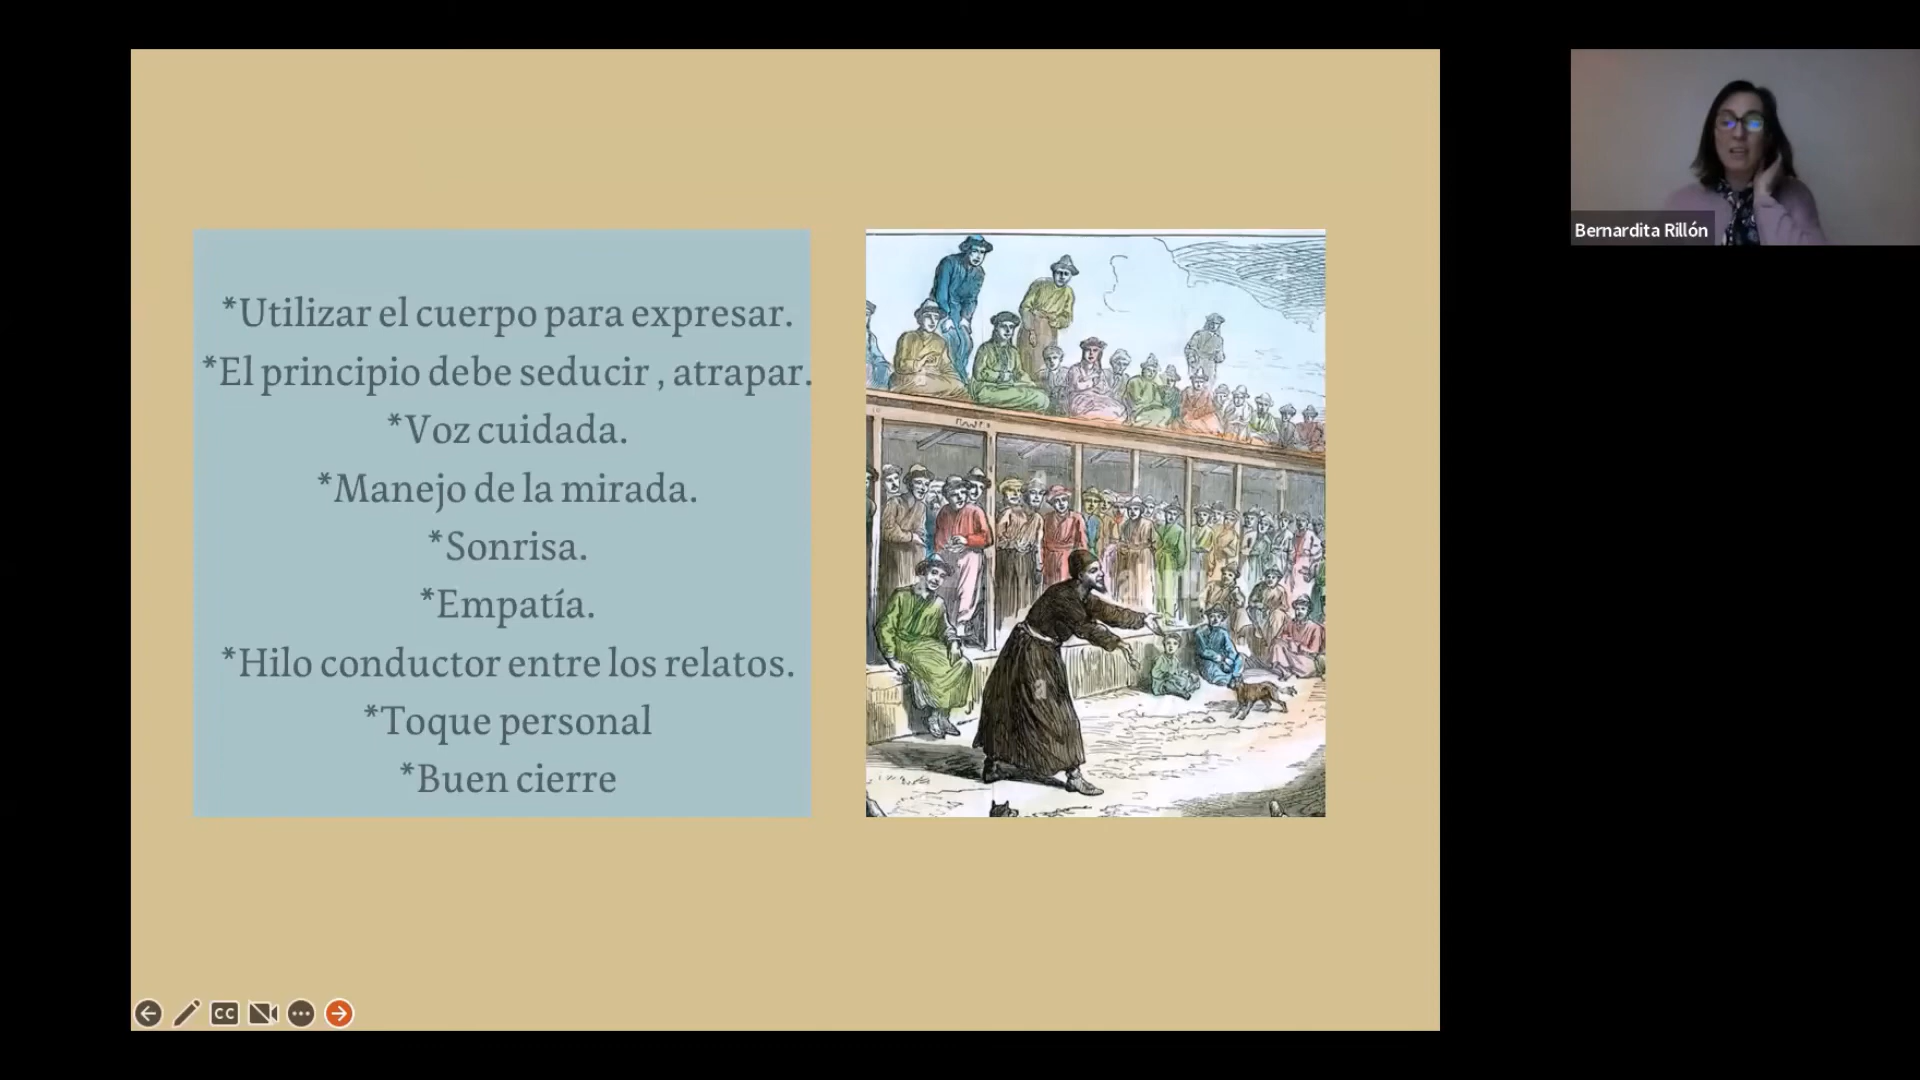 *Utilizar el cuerpo para expresar.
*El principio debe seducir , atrapar.
*Voz cuidada.
*Manejo de la mirada.
*Sonrisa.
*Empatía.
*Hilo conductor entre los relatos.
*Toque personal
*Buen cierre
Bernardita Rillón
CC
a